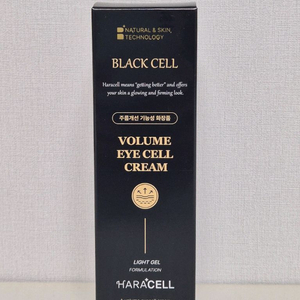 NATURAL & SKIN,
TECHNOLOGY
BLACK CELL
Haracell means "getting better" and offers
your skin a glowing and firming look.
주름개선 기능성 화장품
VOLUME
EYE CELL
CREAM
LIGHT GEL
FORMULATION
HARACELL